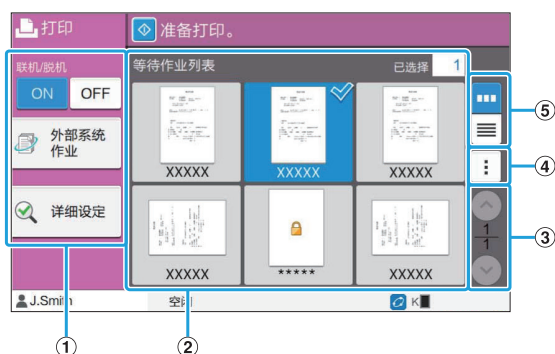 打印
准备打印。
联机/脱机
ON OFF
外部系统
作业
详细设定
等待作业列表
已选择 1
XXXXX
XXXXX
XXXXX
XXXXX
*****
XXXXX
1
1
J.Smith
空闲
K
⑤
④
③
①
②